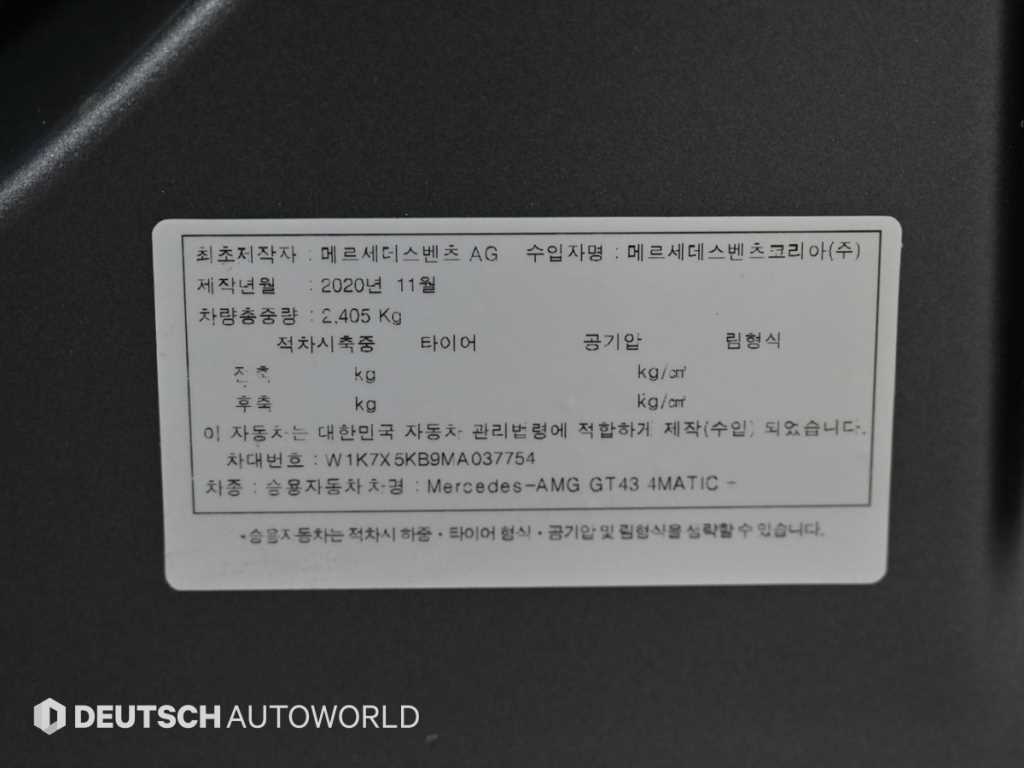 최초제작자 : 메르세데스벤츠 AG 수입자명 : 메르세데스벤츠코리아(주)
제작년월 : 2020년 11월
차량총중량 : 2,405 Kg
적차시축중 타이어 공기압 림형식
전축 kg kg/㎠
후축 kg kg/㎠
이 자동차는 대한민국 자동차 관리법령에 적합하게 제작(수입) 되었습니다.
차대번호 : W1K7X5KB9MA037754
차종 : 승용자동차 차명 : Mercedes-AMG GT43 4MATIC -
*승용자동차는 적차시 하중·타이어 형식·공기압 및 림형식을 생략할 수 있습니다.
DEUTSCH AUTOWORLD